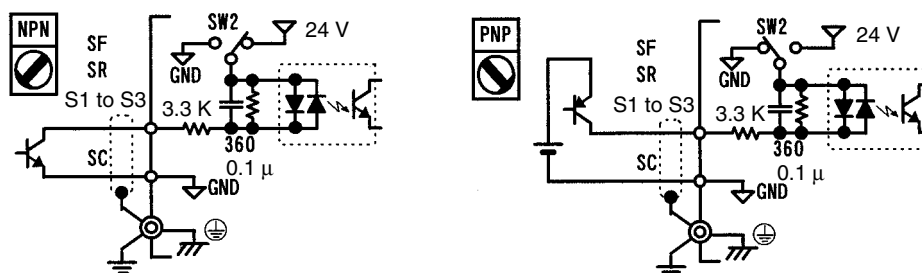 NPN
SW2
24 V
SF
SR
GND
S1 to S3
3.3 K
360
0.1 μ
SC
GND
PNP
SW2
24 V
SF
SR
GND
S1 to S3
3.3 K
360
0.1 μ
SC
GND